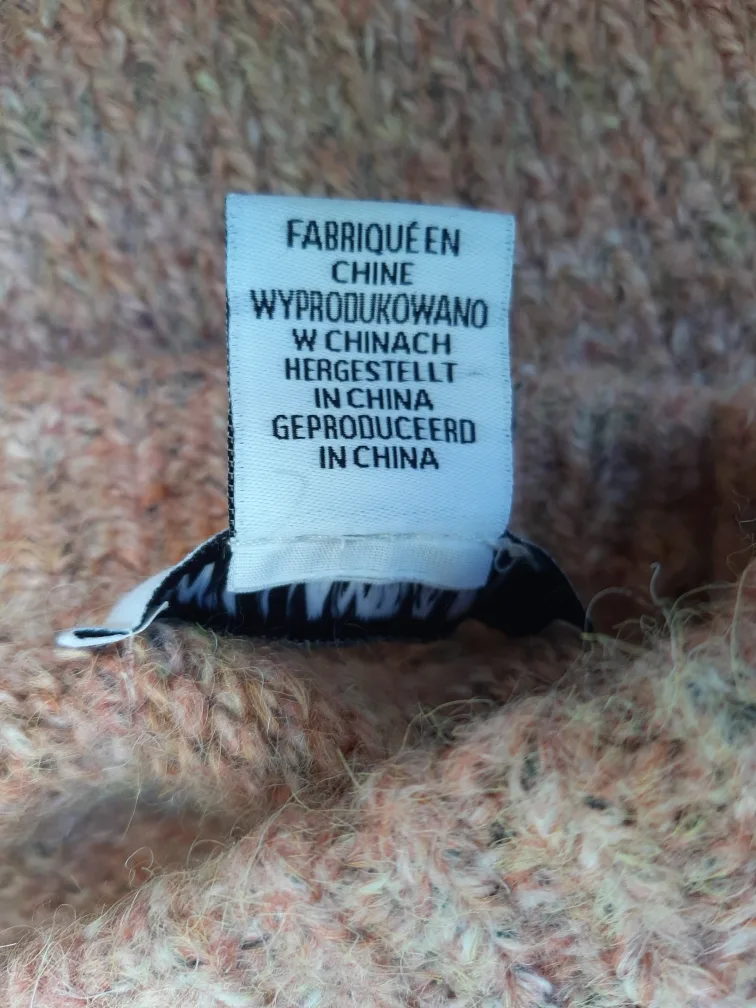 FABRIQUÉ EN
CHINE
WYPRODUKOWANO
W CHINACH
HERGESTELLT
IN CHINA
GEPRODUCEERD
IN CHINA